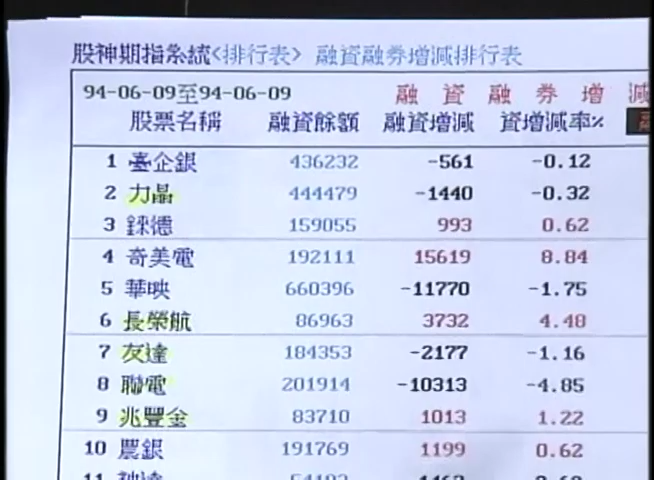 股神期指系統<排行表> 融資融券增減排行表
94-06-09至94-06-09 融 資 融 券 增 減
股票名稱 融資餘額 融資增減 資增減率%
1 臺企銀 436232 -561 -0.12
2 力晶 444479 -1440 -0.32
3 錸德 159055 993 0.62
4 奇美電 192111 15619 8.84
5 華映 660396 -11770 -1.75
6 長榮航 86963 3732 4.48
7 友達 184353 -2177 -1.16
8 聯電 201914 -10313 -4.85
9 兆豐金 83710 1013 1.22
10 農銀 191769 1199 0.62
11